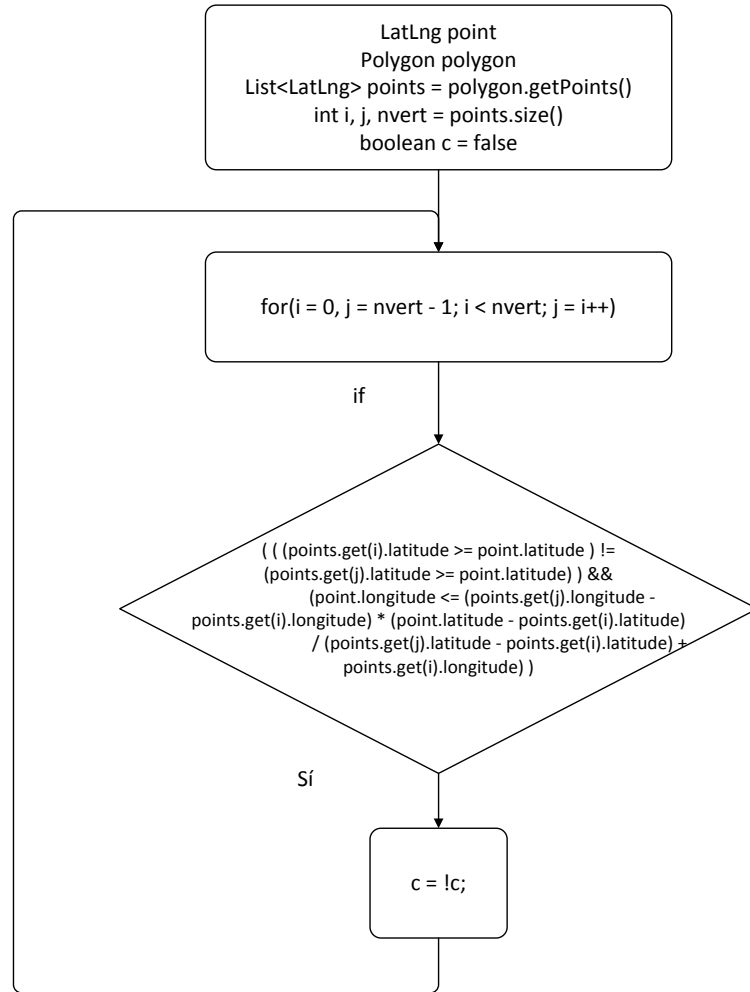 LatLng point
Polygon polygon
List<LatLng> points = polygon.getPoints()
int i, j, nvert = points.size()
boolean c = false
for(i = 0, j = nvert - 1; i < nvert; j = i++)
if
( ( (points.get(i).latitude >= point.latitude ) !=
(points.get(j).latitude >= point.latitude) ) &&
(point.longitude <= (points.get(j).longitude -
points.get(i).longitude) * (point.latitude - points.get(i).latitude)
/ (points.get(j).latitude - points.get(i).latitude) +
points.get(i).longitude) )
Sí
c = !c;